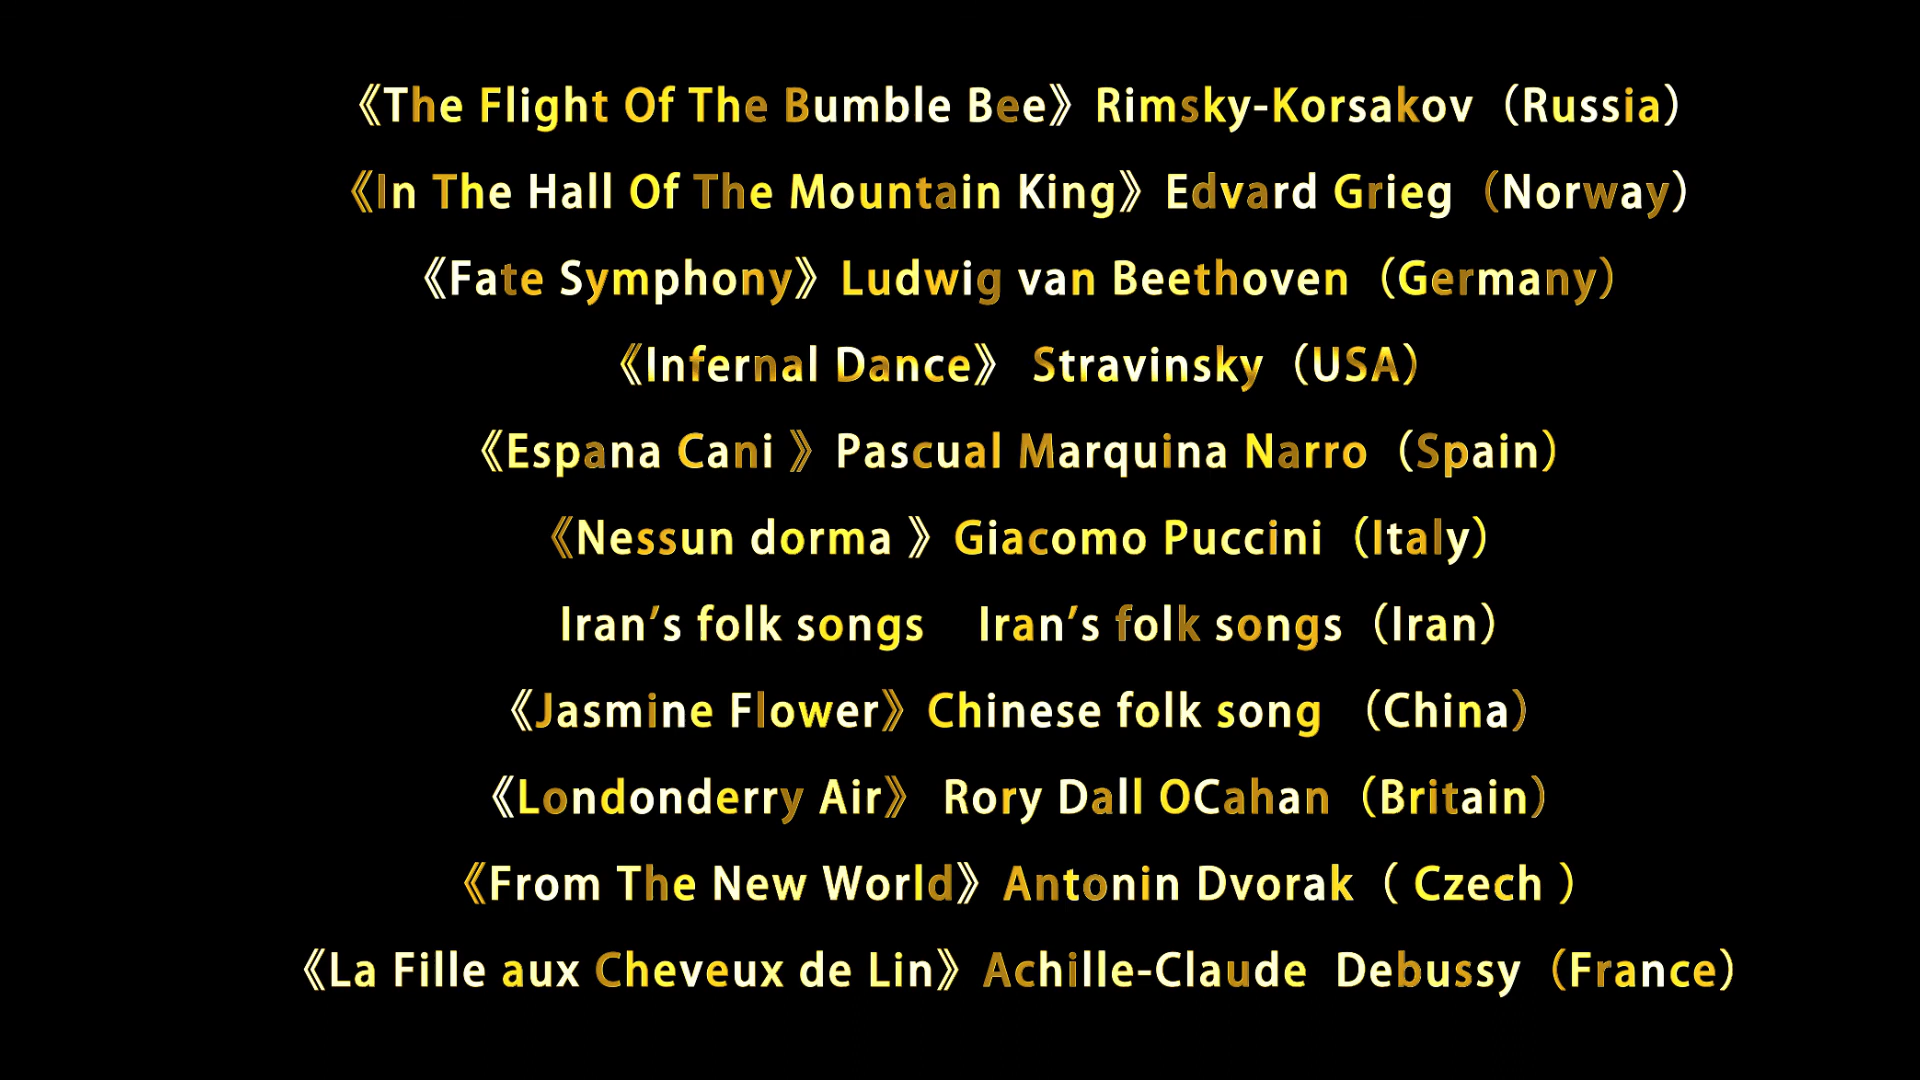 《The Flight Of The Bumble Bee》Rimsky-Korsakov（Russia）
《In The Hall Of The Mountain King》Edvard Grieg（Norway）
《Fate Symphony》Ludwig van Beethoven（Germany）
《Infernal Dance》 Stravinsky（USA）
《Espana Cani 》Pascual Marquina Narro（Spain）
《Nessun dorma 》Giacomo Puccini（Italy）
Iran’s folk songs Iran’s folk songs（Iran）
《Jasmine Flower》Chinese folk song （China）
《Londonderry Air》 Rory Dall OCahan（Britain）
《From The New World》Antonin Dvorak（ Czech ）
《La Fille aux Cheveux de Lin》Achille-Claude Debussy（France）